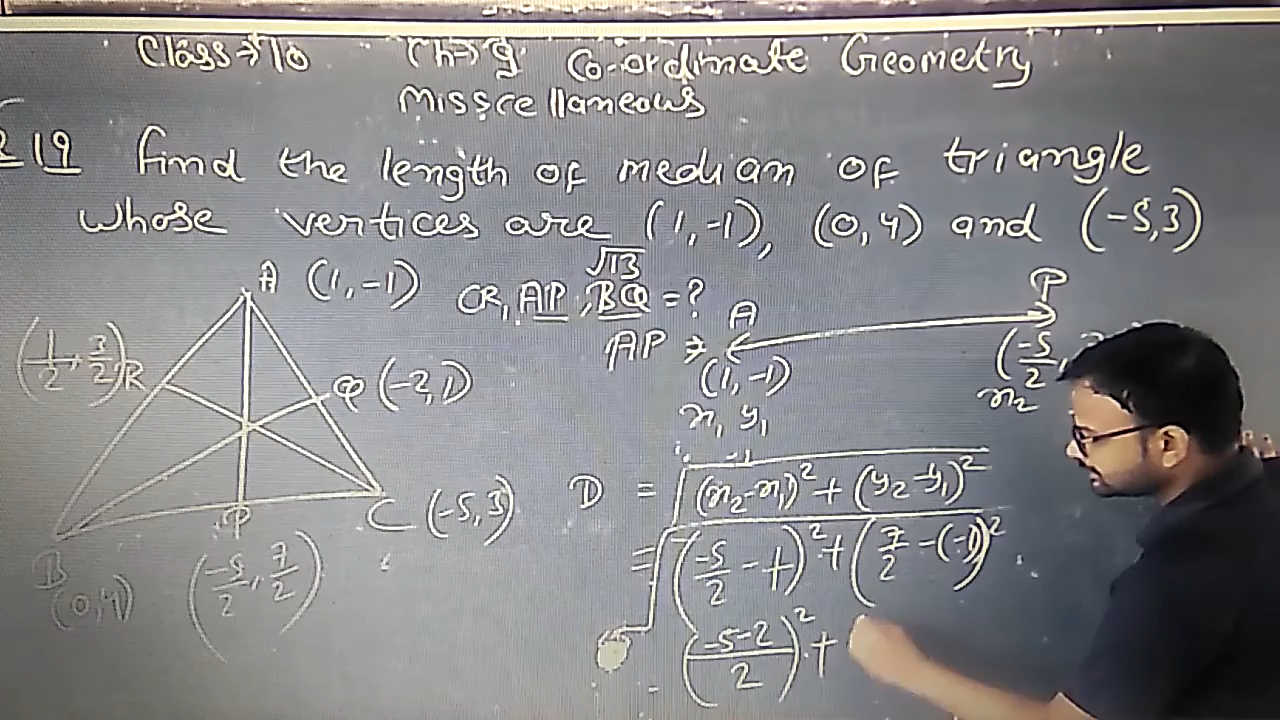 Class → 10 Ch → 9 Co-ordimate Geometry
Misscellaneous
219 find the length of median of triangle
whose vertices are (1,-1), (0,4) and (-5,3)
A (1,-1)
√13
CR, AP, BQ = ?
AP → A P
(1,-1) (-5/2,
x₁ y₁ x₂
(1/2, 3/2) R Q (-2,1)
D = √(x₂-x₁)² + (y₂-y₁)²
C (-5,3)
P
B (0,4) (-5/2, 7/2)
= √(-5/2 - 1)² + (7/2 - (-1))²
(-5-2/2)² +